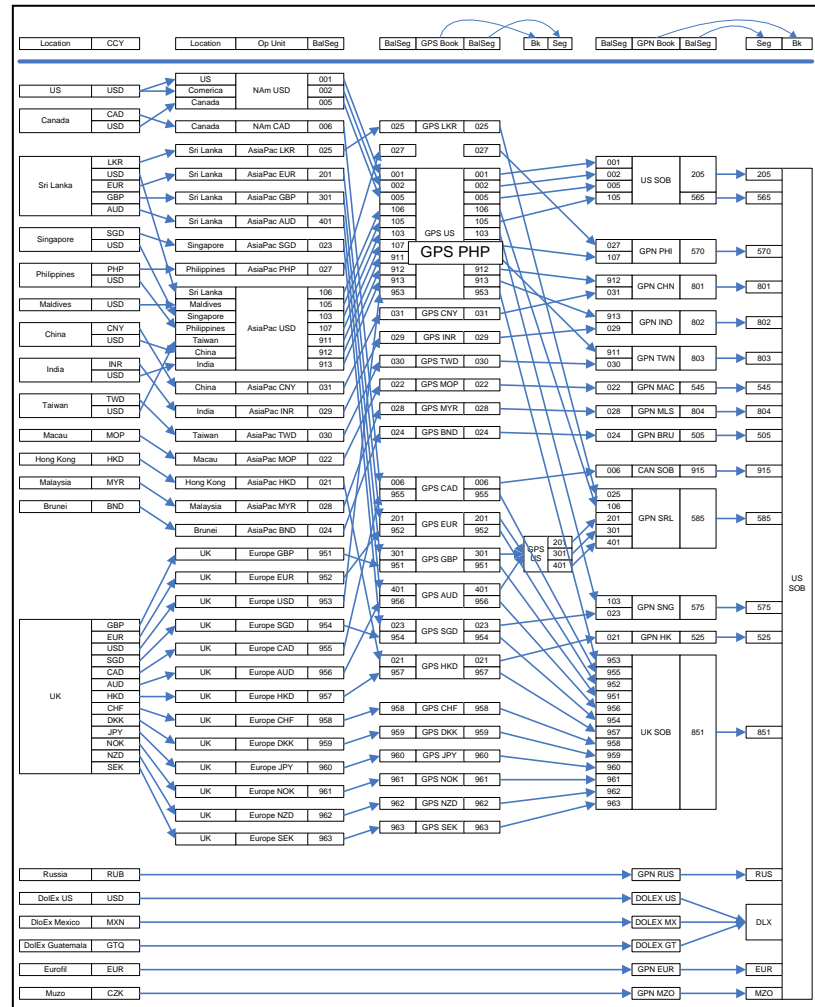 Location CCY Location Op Unit BalSeg BalSeg GPS Book BalSeg Bk Seg BalSeg GPN Book BalSeg Seg Bk
US USD
Canada CAD
USD
Sri Lanka LKR
USD
EUR
GBP
AUD
Singapore SGD
USD
Philippines PHP
USD
Maldives USD
China CNY
USD
India INR
USD
Taiwan TWD
USD
Macau MOP
Hong Kong HKD
Malaysia MYR
Brunei BND
UK GBP
EUR
USD
SGD
CAD
AUD
HKD
CHF
DKK
JPY
NOK
NZD
SEK
Russia RUB
DolEx US USD
DloEx Mexico MXN
DolEx Guatemala GTQ
Eurofil EUR
Muzo CZK
US NAm USD 001
Comerica 002
Canada 005
Canada NAm CAD 006
Sri Lanka AsiaPac LKR 025
Sri Lanka AsiaPac EUR 201
Sri Lanka AsiaPac GBP 301
Sri Lanka AsiaPac AUD 401
Singapore AsiaPac SGD 023
Philippines AsiaPac PHP 027
Sri Lanka AsiaPac USD 106
Maldives 105
Singapore 103
Philippines 107
Taiwan 911
China 912
India 913
China AsiaPac CNY 031
India AsiaPac INR 029
Taiwan AsiaPac TWD 030
Macau AsiaPac MOP 022
Hong Kong AsiaPac HKD 021
Malaysia AsiaPac MYR 028
Brunei AsiaPac BND 024
UK Europe GBP 951
UK Europe EUR 952
UK Europe USD 953
UK Europe SGD 954
UK Europe CAD 955
UK Europe AUD 956
UK Europe HKD 957
UK Europe CHF 958
UK Europe DKK 959
UK Europe JPY 960
UK Europe NOK 961
UK Europe NZD 962
UK Europe SEK 963
025 GPS LKR 025
027 027
001 001
002 002
005 005
106 106
105 GPS US 105
103 103
107 GPS PHP
911
912 912
913 913
953 953
031 GPS CNY 031
029 GPS INR 029
030 GPS TWD 030
022 GPS MOP 022
028 GPS MYR 028
024 GPS BND 024
006 GPS CAD 006
955 955
201 GPS EUR 201
952 952
301 GPS GBP 301
951 951
401 GPS AUD 401
956 956
023 GPS SGD 023
954 954
021 GPS HKD 021
957 957
958 GPS CHF 958
959 GPS DKK 959
960 GPS JPY 960
961 GPS NOK 961
962 GPS NZD 962
963 GPS SEK 963
GPS US 201
301
401
001 US SOB 205 205
002
005
105 565 565
027 GPN PHI 570 570
107
912 GPN CHN 801 801
031
913 GPN IND 802 802
029
911 GPN TWN 803 803
030
022 GPN MAC 545 545
028 GPN MLS 804 804
024 GPN BRU 505 505
006 CAN SOB 915 915
025 GPN SRL 585 585
106
201
301
401
103 GPN SNG 575 575
023
021 GPN HK 525 525
953 UK SOB 851 851
955
952
951
956
954
957
958
959
960
961
962
963
GPN RUS RUS
DOLEX US
DOLEX MX DLX
DOLEX GT
GPN EUR EUR
GPN MZO MZO
US
SOB